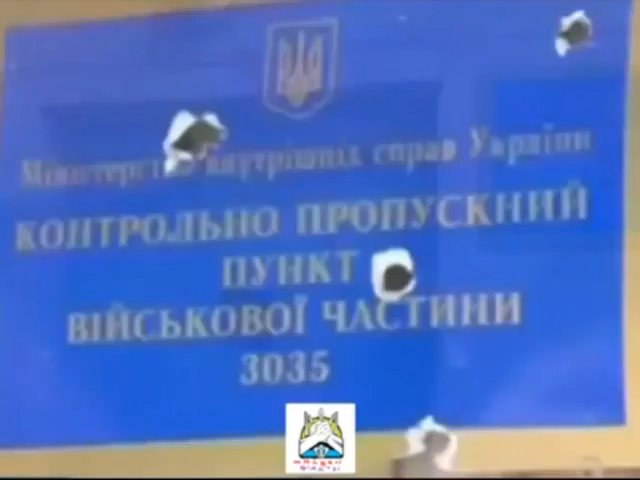 Міністерство внутрішніх справ України
КОНТРОЛЬНО ПРОПУСКНИЙ
ПУНКТ
ВІЙСЬКОВОЇ ЧАСТИНИ
3035